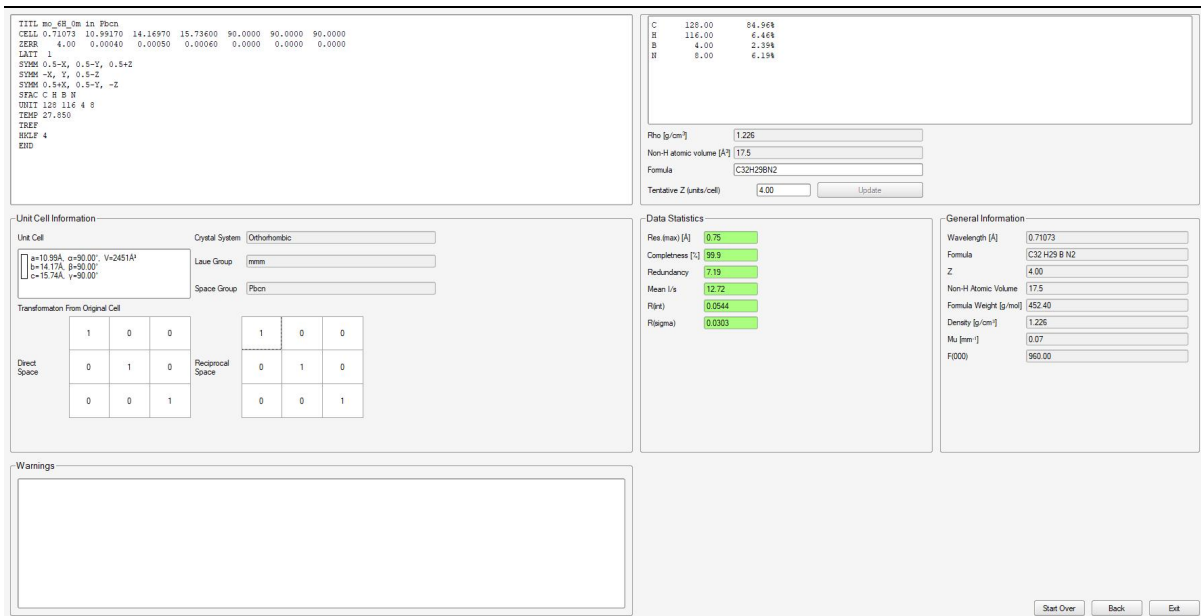 TITL mo_6H_0m in Pbcn
CELL 0.71073 10.99170 14.16970 15.73600 90.0000 90.0000 90.0000
ZERR 4.00 0.00040 0.00050 0.00060 0.0000 0.0000 0.0000
LATT 1
SYMM 0.5-X, 0.5-Y, 0.5+Z
SYMM -X, Y, 0.5-Z
SYMM 0.5+X, 0.5-Y, -Z
SFAC C H B N
UNIT 128 116 4 8
TEMP 27.850
TREF
HKLF 4
END
C 128.00 84.96%
H 116.00 6.46%
B 4.00 2.39%
N 8.00 6.19%
Rho [g/cm³] 1.226
Non-H atomic volume [Å³] 17.5
Formula C32H29BN2
Tentative Z (units/cell) 4.00 Update
Unit Cell Information
Unit Cell
a=10.99Å, α=90.00°, V=2451Å³
b=14.17Å, β=90.00°
c=15.74Å, γ=90.00°
Crystal System Orthorhombic
Laue Group mmm
Space Group Pbcn
Transformaton From Original Cell
Direct Space
1 0 0
0 1 0
0 0 1
Reciprocal Space
1 0 0
0 1 0
0 0 1
Data Statistics
Res.(max) [Å] 0.75
Completness [%] 99.9
Redundancy 7.19
Mean I/s 12.72
R(int) 0.0544
R(sigma) 0.0303
General Information
Wavelength [Å] 0.71073
Formula C32 H29 B N2
Z 4.00
Non-H Atomic Volume 17.5
Formula Weight [g/mol] 452.40
Density [g/cm³] 1.226
Mu [mm⁻¹] 0.07
F(000) 960.00
Warnings
Start Over Back Exit